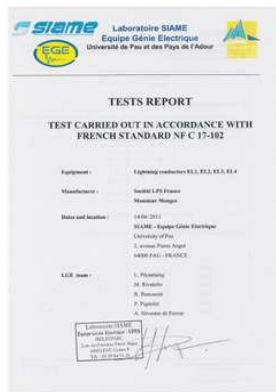 SIAME
EGE
Laboratoire SIAME
Equipe Génie Electrique
Université de Pau et des Pays de l'Adour
TESTS REPORT
TEST CARRIED OUT IN ACCORDANCE WITH
FRENCH STANDARD NF C 17-102
Equipment :
Lightning conductors EL1, EL2, EL3, EL4
Manufacturer :
Société LPS France
Monsieur
Dates and location :
14/04/2011
SIAME - Equipe Génie Electrique
University of Pau
2, avenue Pierre Angot
64000 PAU - FRANCE
LGE team :
L. Pécastaing
M. Rivaletto
P. Pignolet
A. Silvestre de Ferron
Laboratoire SIAME